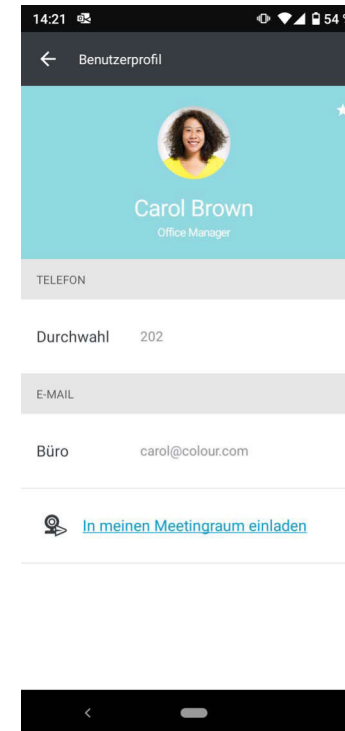 14:21 54 %
Benutzerprofil
Carol Brown
Office Manager
TELEFON
Durchwahl 202
E-MAIL
Büro carol@colour.com
In meinen Meetingraum einladen